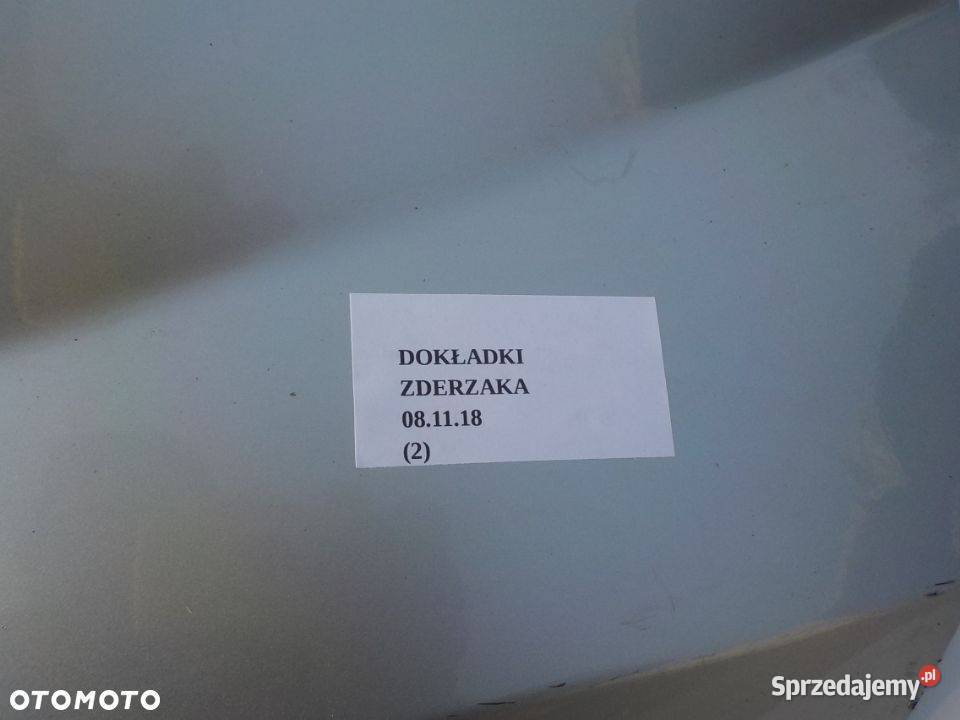 DOKŁADKI
ZDERZAKA
08.11.18
(2)
OTOMOTO
Sprzedajemy.pl